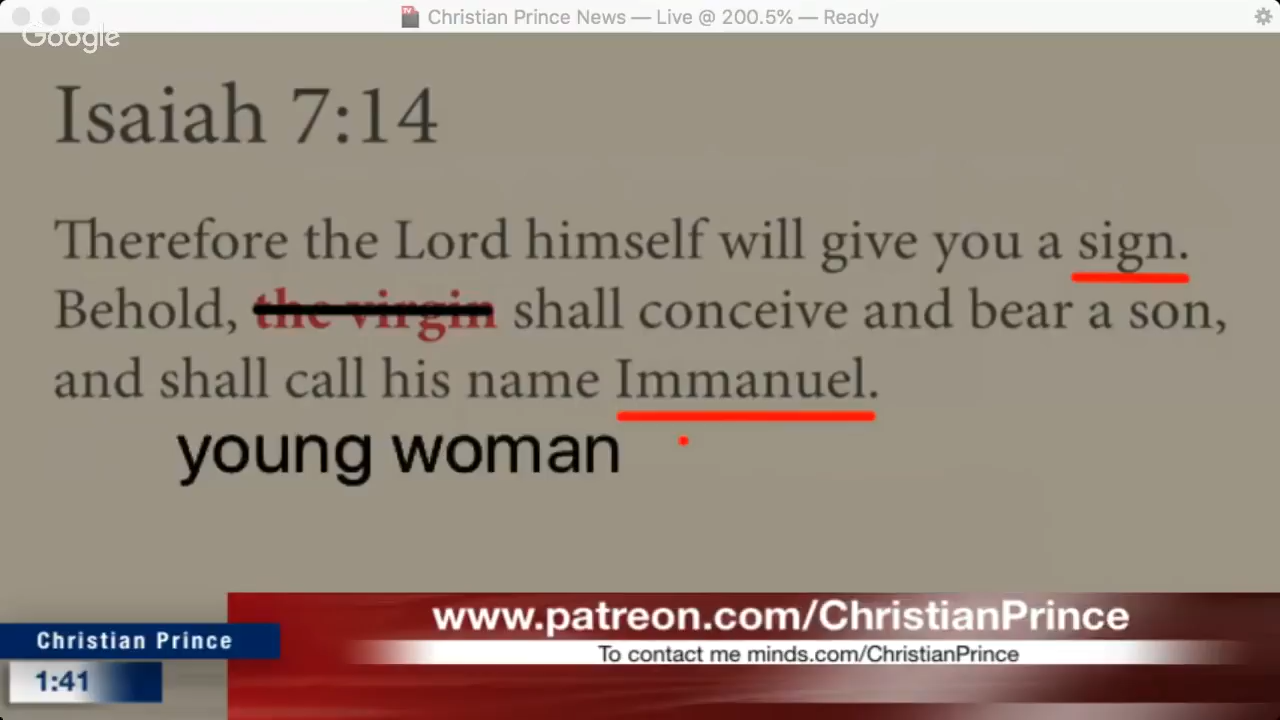 Christian Prince News — Live @ 200.5% — Ready
Google
Isaiah 7:14
Therefore the Lord himself will give you a sign.
Behold, the virgin shall conceive and bear a son,
and shall call his name Immanuel.
young woman
www.patreon.com/ChristianPrince
Christian Prince
To contact me minds.com/ChristianPrince
1:41